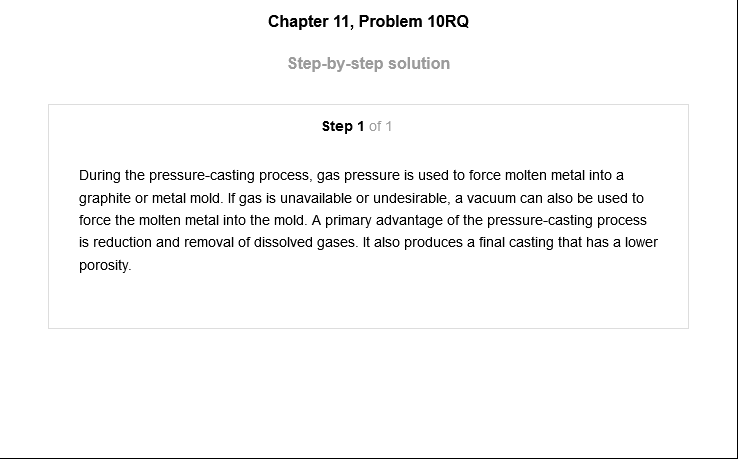 Chapter 11, Problem 10RQ
Step-by-step solution
Step 1 of 1
During the pressure-casting process, gas pressure is used to force molten metal into a
graphite or metal mold. If gas is unavailable or undesirable, a vacuum can also be used to
force the molten metal into the mold. A primary advantage of the pressure-casting process
is reduction and removal of dissolved gases. It also produces a final casting that has a lower
porosity.